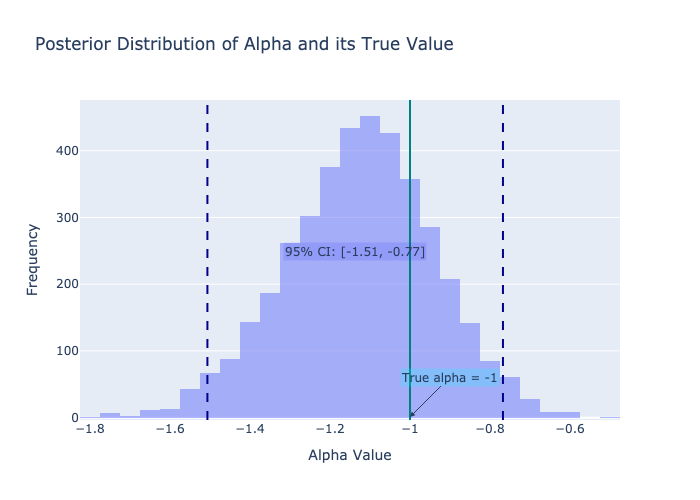 Posterior Distribution of Alpha and its True Value
Frequency
400
300
200
100
0
95% CI: [-1.51, -0.77]
True alpha = -1
−1.8
−1.6
−1.4
−1.2
−1
−0.8
−0.6
Alpha Value